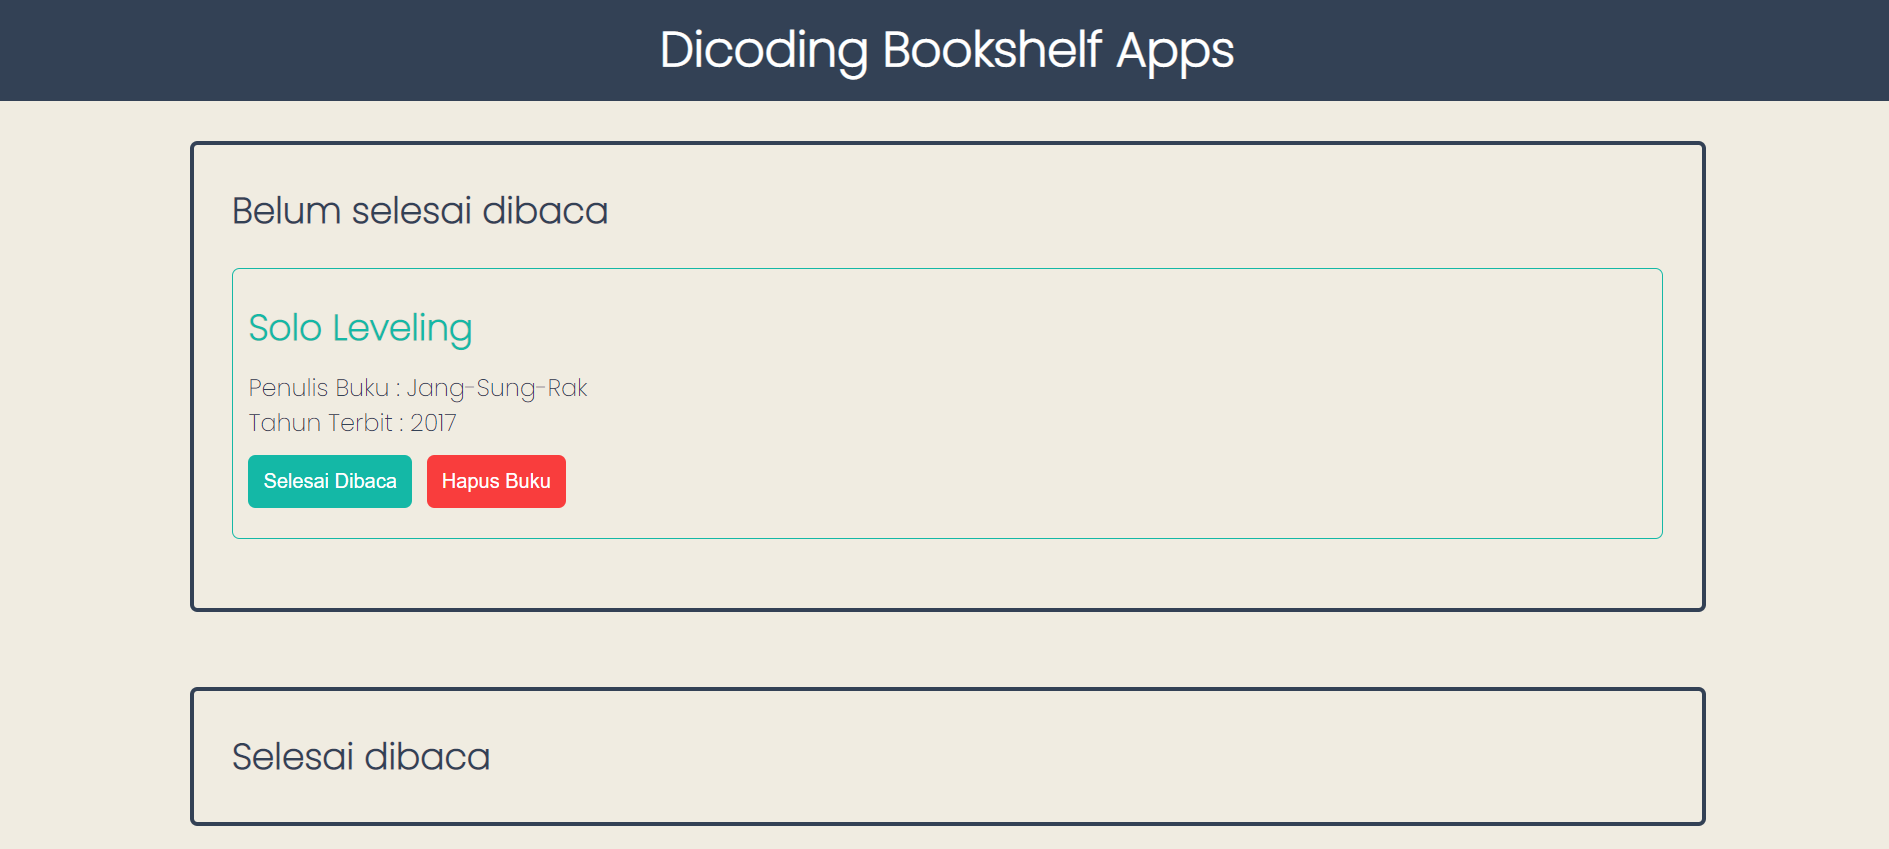 Dicoding Bookshelf Apps
Belum selesai dibaca
Solo Leveling
Penulis Buku : Jang-Sung-Rak
Tahun Terbit : 2017
Selesai Dibaca Hapus Buku
Selesai dibaca